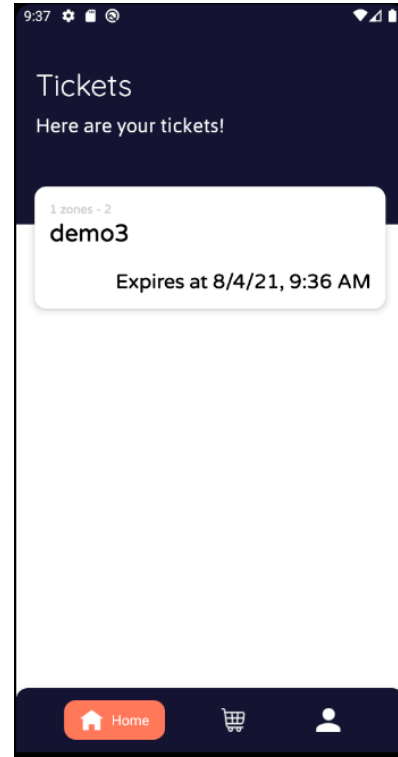 9:37
Tickets
Here are your tickets!
1 zones - 2
demo3
Expires at 8/4/21, 9:36 AM
Home